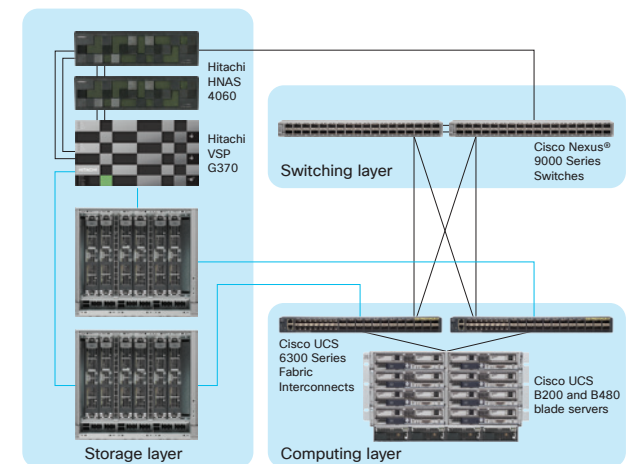 Hitachi
HNAS
4060
Hitachi
VSP
G370
Storage layer
Cisco Nexus®
9000 Series
Switches
Switching layer
Cisco UCS
6300 Series
Fabric
Interconnects
Cisco UCS
B200 and B480
blade servers
Computing layer